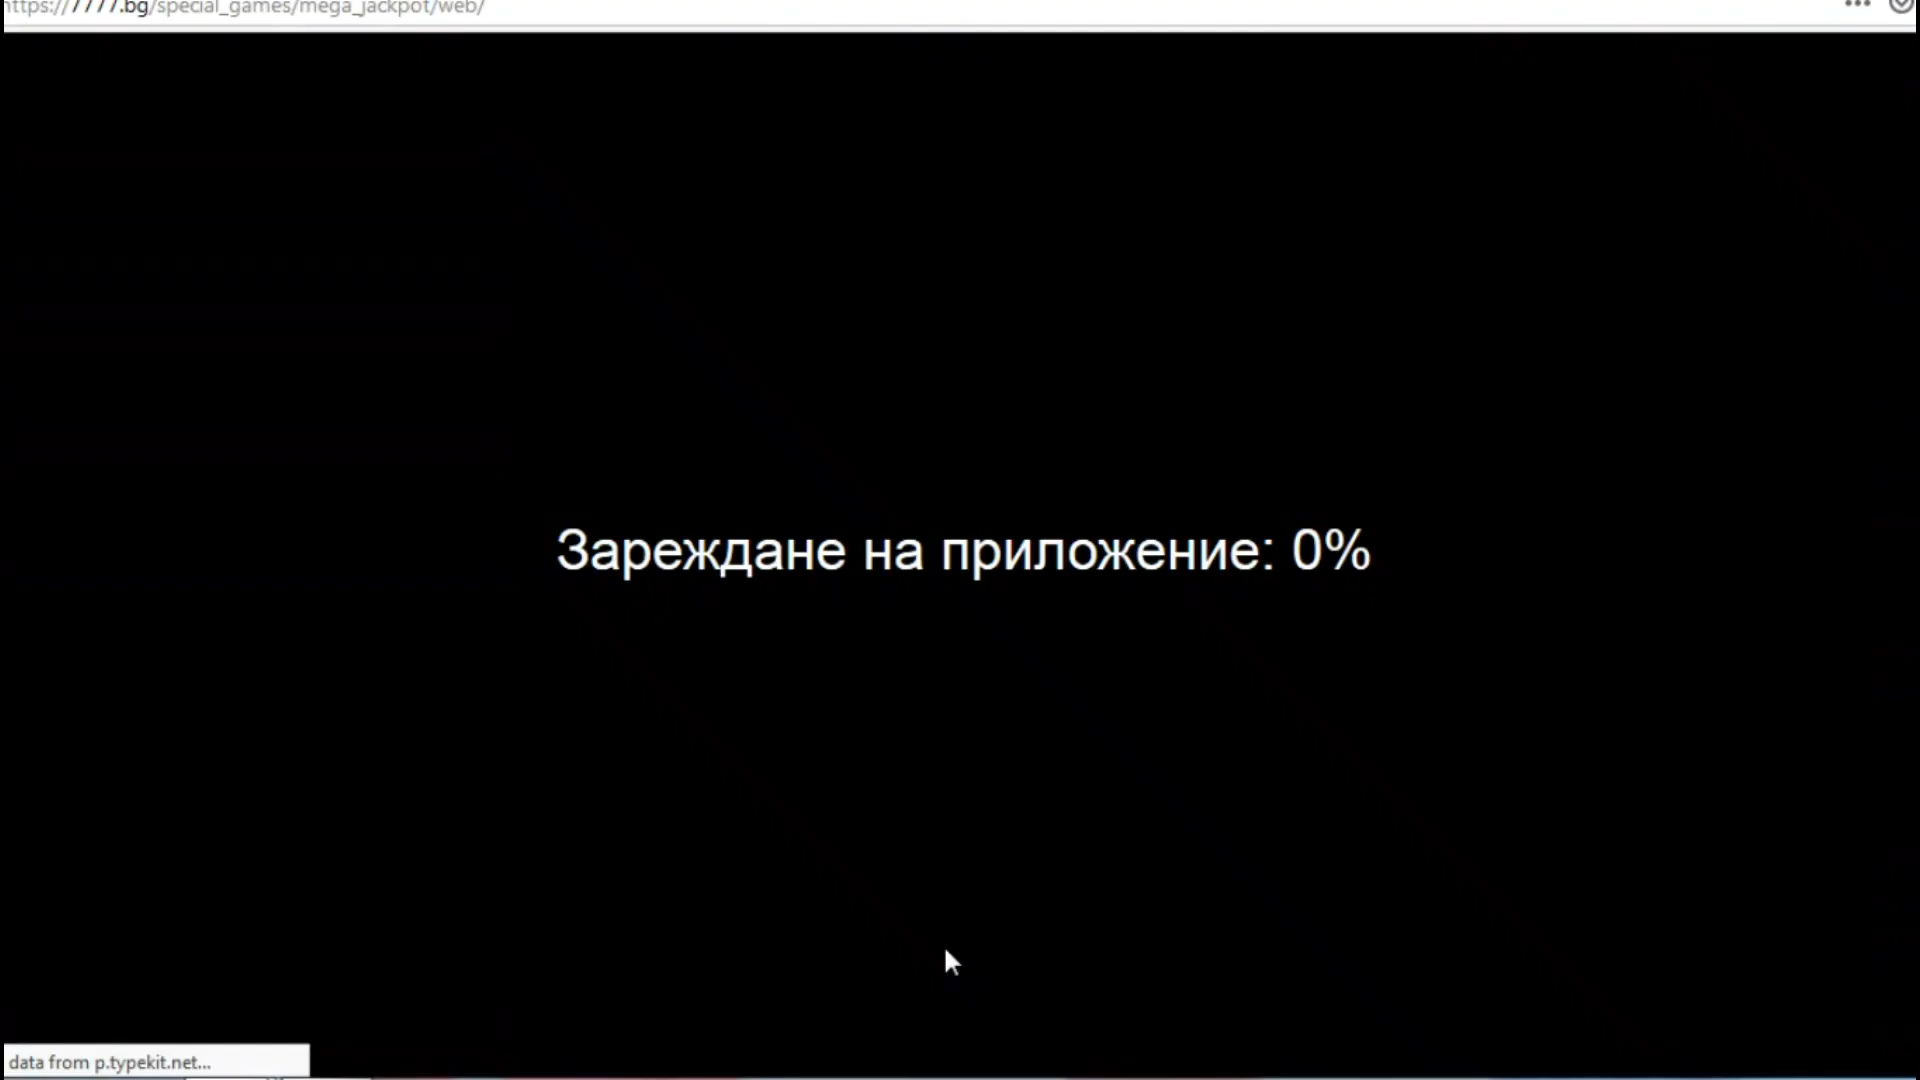 https://7777.bg/special_games/mega_jackpot/web/
Зареждане на приложение: 0%
data from p.typekit.net...